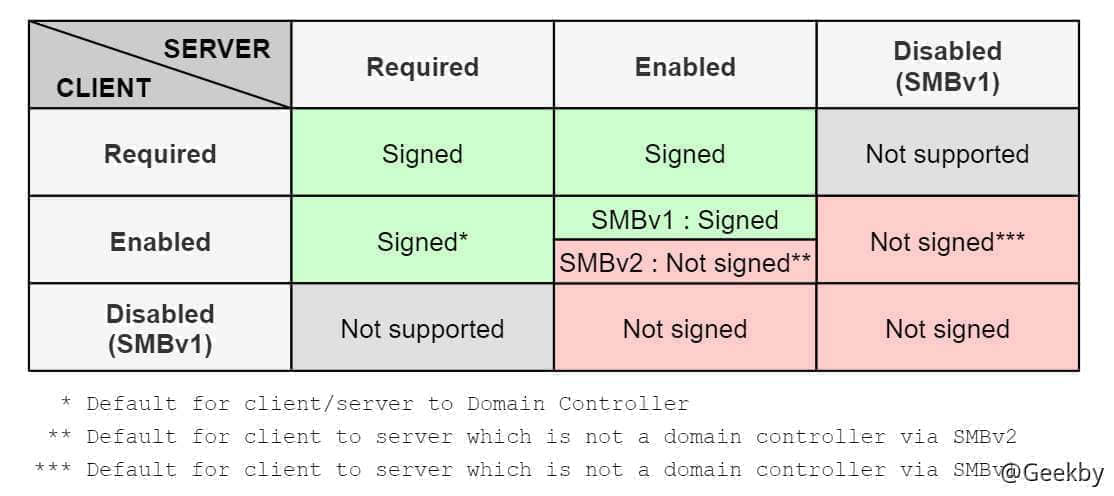 SERVER
CLIENT
Required
Enabled
Disabled
(SMBv1)
Required
Signed
Signed
Not supported
Enabled
Signed*
SMBv1 : Signed
SMBv2 : Not signed**
Not signed***
Disabled
(SMBv1)
Not supported
Not signed
Not signed
* Default for client/server to Domain Controller
** Default for client to server which is not a domain controller via SMBv2
*** Default for client to server which is not a domain controller via
@Geekby